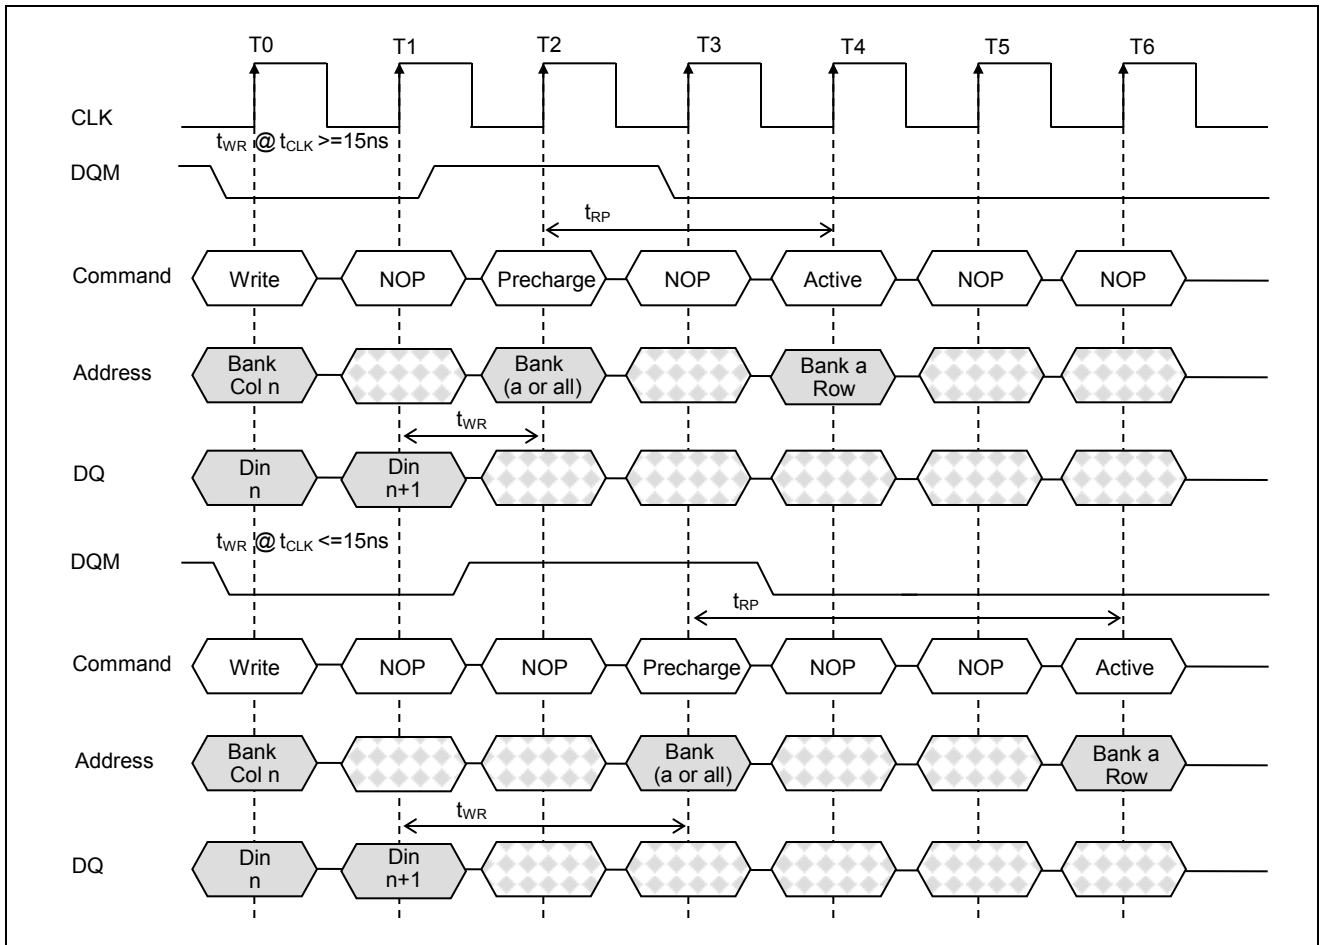 T0 T1 T2 T3 T4 T5 T6
CLK
tWR @ tCLK >=15ns
DQM
tRP
Command Write NOP Precharge NOP Active NOP NOP
Address Bank Col n Bank (a or all) Bank a Row
tWR
DQ Din n Din n+1
tWR @ tCLK <=15ns
DQM
tRP
Command Write NOP NOP Precharge NOP NOP Active
Address Bank Col n Bank (a or all) Bank a Row
tWR
DQ Din n Din n+1